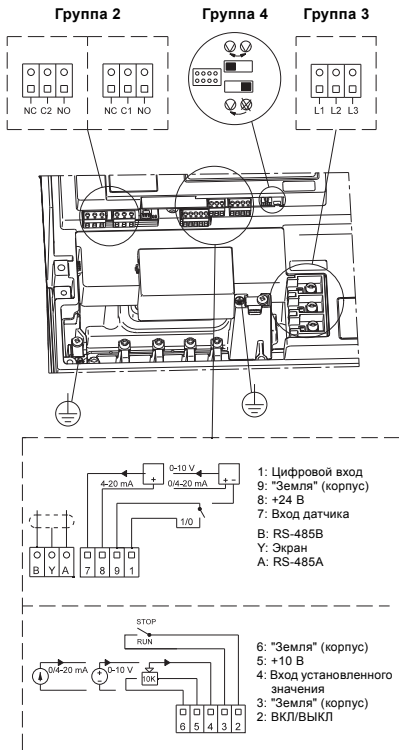 Группа 2 Группа 4 Группа 3
NC C2 NO NC C1 NO L1 L2 L3
0-10 V
4-20 mA 0/4-20 mA
1/0
B Y A 7 8 9 1
1: Цифровой вход
9: "Земля" (корпус)
8: +24 В
7: Вход датчика
B: RS-485B
Y: Экран
A: RS-485A
STOP
RUN
0/4-20 mA 0-10 V 10K
6 5 4 3 2
6: "Земля" (корпус)
5: +10 В
4: Вход установленного
значения
3: "Земля" (корпус)
2: ВКЛ/ВЫКЛ